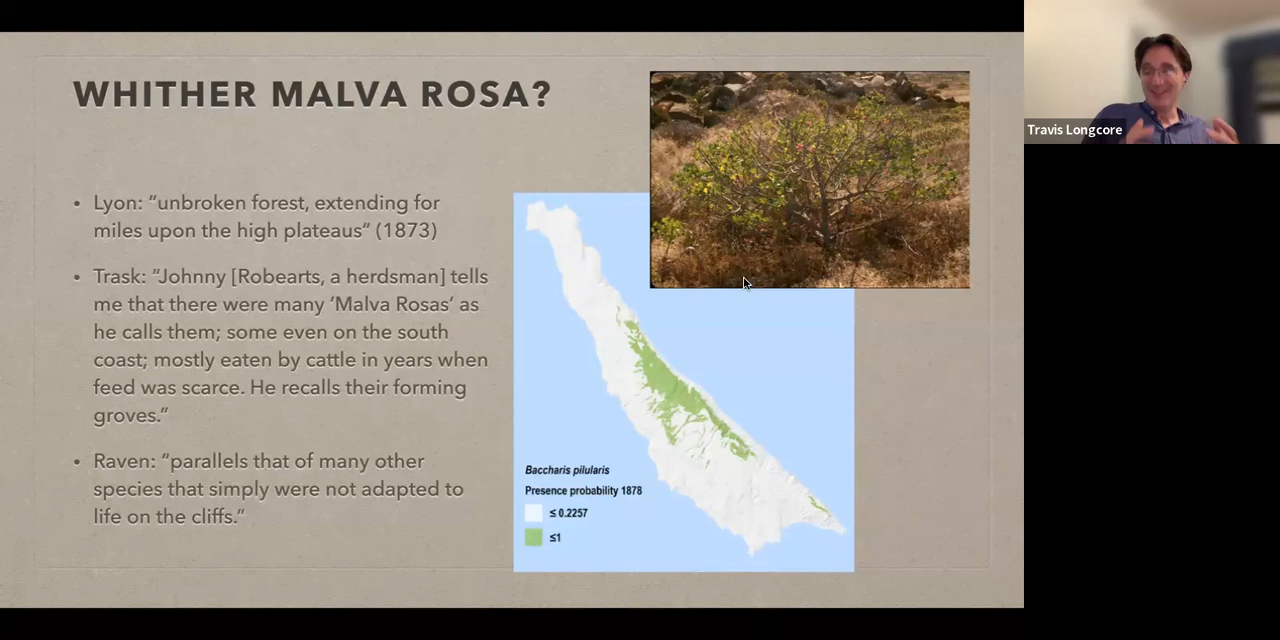 WHITHER MALVA ROSA?
• Lyon: “unbroken forest, extending for
miles upon the high plateaus” (1873)
• Trask: “Johnny [Robearts, a herdsman] tells
me that there were many ‘Malva Rosas’ as
he calls them; some even on the south
coast; mostly eaten by cattle in years when
feed was scarce. He recalls their forming
groves.”
• Raven: “parallels that of many other
species that simply were not adapted to
life on the cliffs.”
Baccharis pilularis
Presence probability 1878
≤ 0.2257
≤1
Travis Longcore